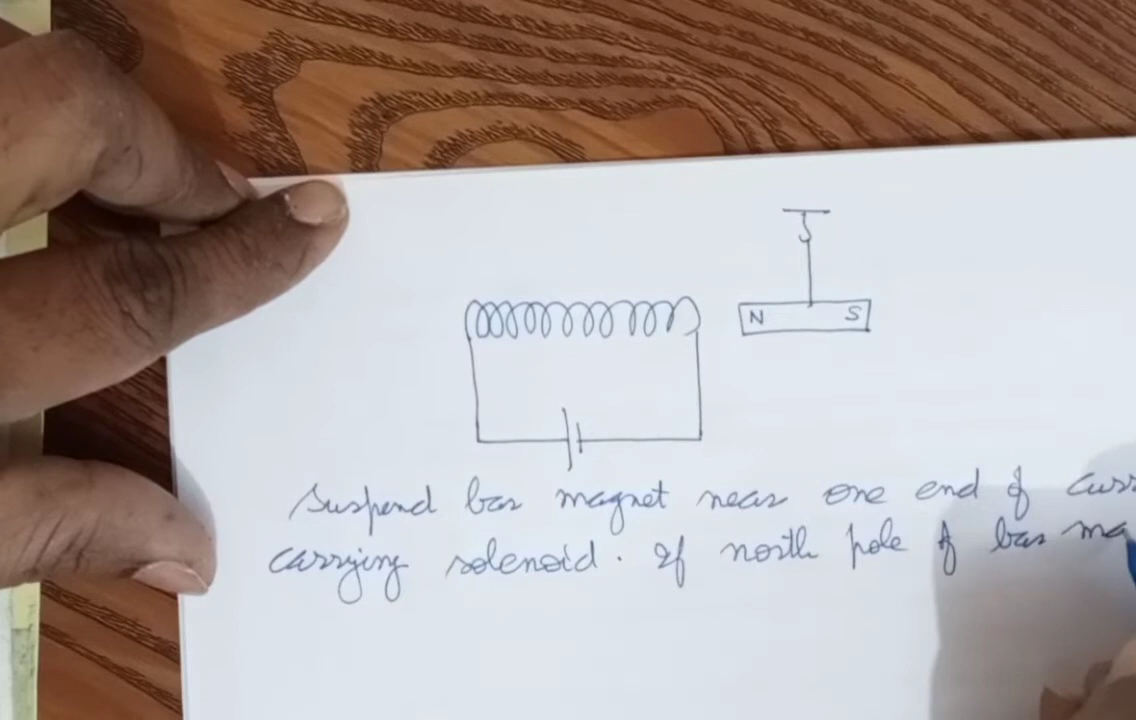 N S
Suspend bar magnet near one end of curr
carrying solenoid. If north pole of bar ma